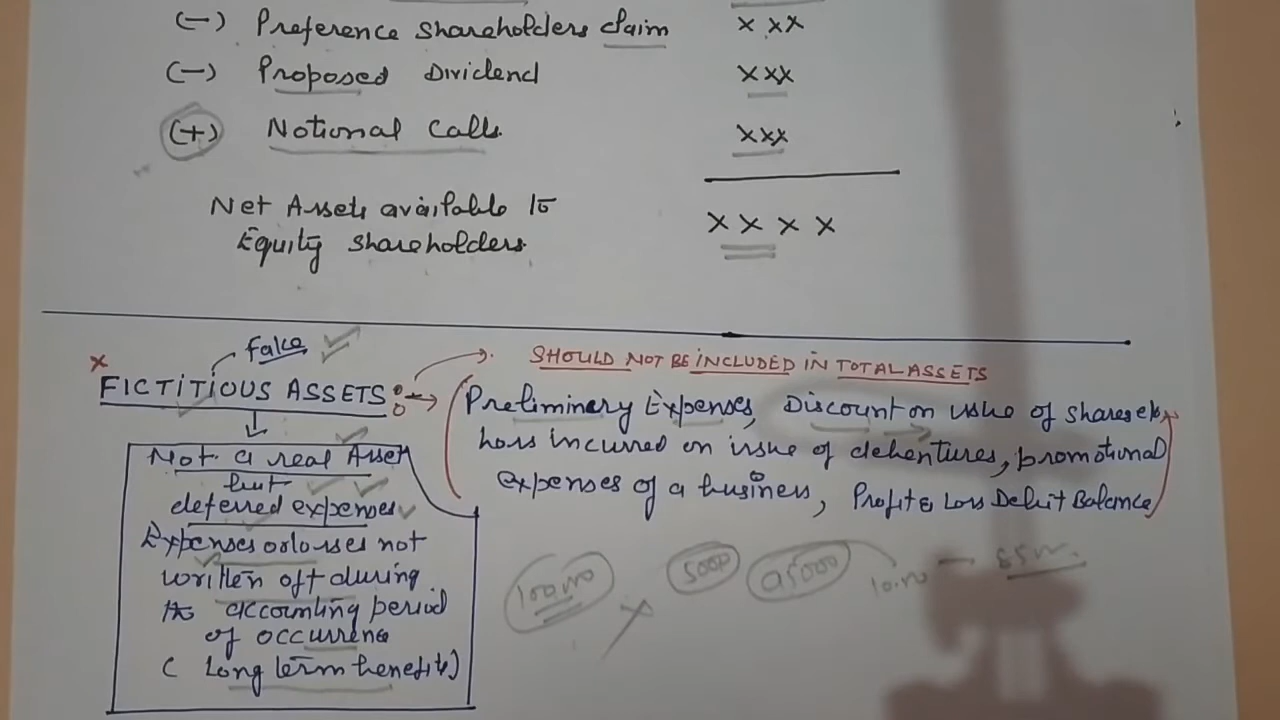 (-) Preference Shareholders claim xxx
(-) Proposed Dividend xxx
(+) Notional Calls xxx
Net Assets available to
Equity shareholders. xxxx
False
x
FICTITIOUS ASSETS:
SHOULD NOT BE INCLUDED IN TOTAL ASSETS
Preliminary Expenses, Discount on issue of shares etc,
loss incurred on issue of debentures, promotional
expenses of a business, Profit & Loss Debit Balance
Not a real Asset
but
deferred expenses
Expenses or losses not
written off during
the accounting period
of occurrence
(Long term benefits)
5000